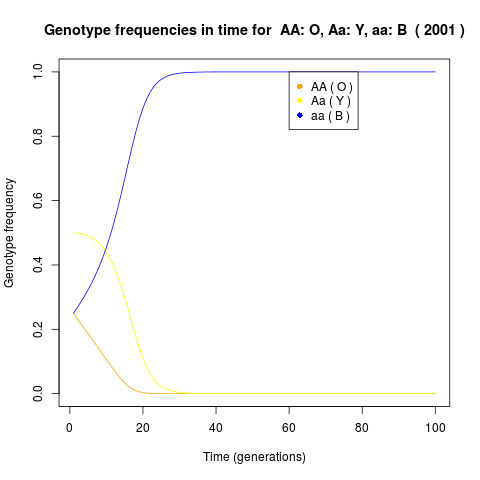 Genotype frequencies in time for AA: O, Aa: Y, aa: B ( 2001 )
Genotype frequency
1.0
0.8
0.6
0.4
0.2
0.0
AA ( O )
Aa ( Y )
aa ( B )
0 20 40 60 80 100
Time (generations)